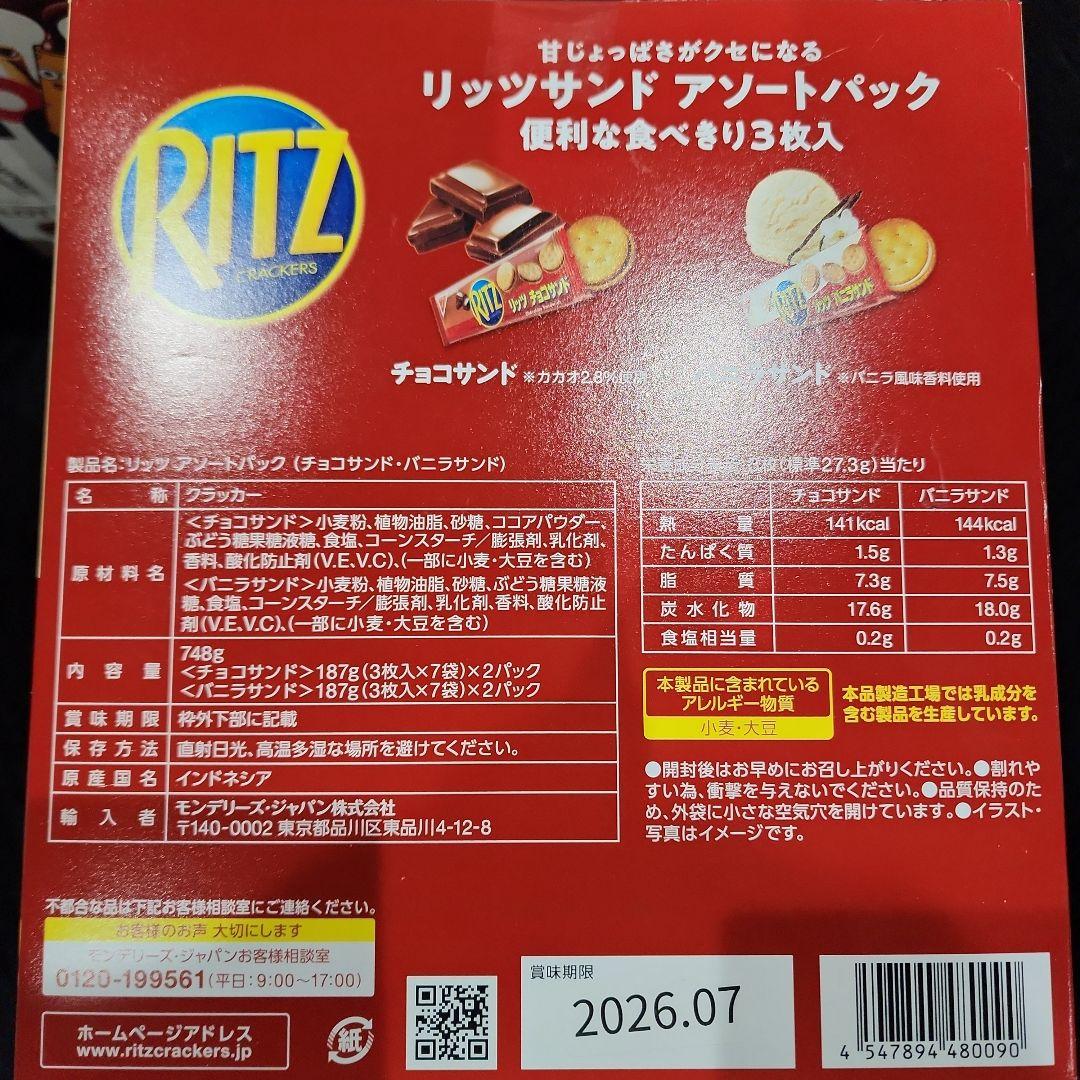 甘じょっぱさがクセになる
リッツサンド アソートパック
便利な食べきり3枚入
RITZ
CRACKERS
RITZ リッツ チョコサンド
RITZ リッツ バニラサンド
チョコサンド ※カカオ2.8%使用
サンド ※バニラ風味香料使用
製品名:リッツ アソートパック (チョコサンド・バニラサンド)
名称 クラッカー
原材料名 <チョコサンド>小麦粉、植物油脂、砂糖、ココアパウダー、
ぶどう糖果糖液糖、食塩、コーンスターチ/膨張剤、乳化剤、
香料、酸化防止剤(V.E、V.C)、(一部に小麦・大豆を含む)
<バニラサンド>小麦粉、植物油脂、砂糖、ぶどう糖果糖液
糖、食塩、コーンスターチ/膨張剤、乳化剤、香料、酸化防止
剤(V.E、V.C)、(一部に小麦・大豆を含む)
内容量 748g
<チョコサンド>187g(3枚入×7袋)×2パック
<バニラサンド>187g(3枚入×7袋)×2パック
賞味期限 枠外下部に記載
保存方法 直射日光、高温多湿な場所を避けてください。
原産国名 インドネシア
輸入者 モンデリーズ・ジャパン株式会社
〒140-0002 東京都品川区東品川4-12-8
(標準27.3g)当たり
チョコサンド バニラサンド
熱量 141kcal 144kcal
たんぱく質 1.5g 1.3g
脂質 7.3g 7.5g
炭水化物 17.6g 18.0g
食塩相当量 0.2g 0.2g
本製品に含まれている
アレルギー物質
小麦・大豆
本品製造工場では乳成分を
含む製品を生産しています。
●開封後はお早めにお召し上がりください。●割れや
すい為、衝撃を与えないでください。●品質保持のた
め、外袋に小さな空気穴を開けています。●イラスト・
写真はイメージです。
不都合な品は下記お客様相談室にご連絡ください。
お客様のお声 大切にします
モンデリーズ・ジャパンお客様相談室
0120-199561(平日:9:00～17:00)
ホームページアドレス
www.ritzcrackers.jp
紙
賞味期限
2026.07
4 547894 480090